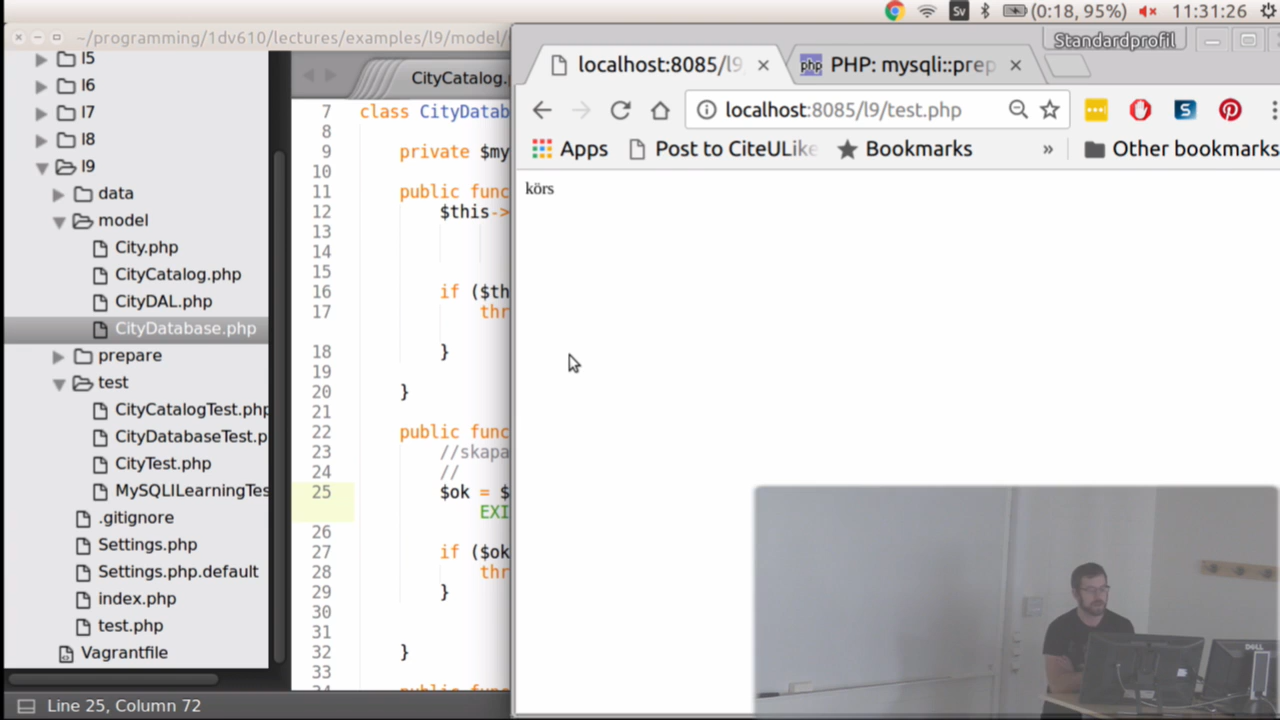 Sv
(0:18, 95%)
11:31:26
~/programming/1dv610/lectures/examples/l9/model/
Standardprofil
l5
l6
l7
l8
l9
data
model
City.php
CityCatalog.php
CityDAL.php
CityDatabase.php
prepare
test
CityCatalogTest.php
CityDatabaseTest.p
CityTest.php
MySQLILearningTes
.gitignore
Settings.php
Settings.php.default
index.php
test.php
Vagrantfile
Line 25, Column 72
CityCatalog.
7 class CityDatab
8
9 private $my
10
11 public func
12 $this->
13
14
15
16 if ($th
17 thr
18 }
19
20 }
21
22 public func
23 //skapa
24 //
25 $ok = $
EXI
26
27 if ($ok
28 thr
29 }
30
31
32 }
33
localhost:8085/l9
php PHP: mysqli::prep
localhost:8085/l9/test.php
Apps Post to CiteULike Bookmarks » Other bookmarks
körs
DELL